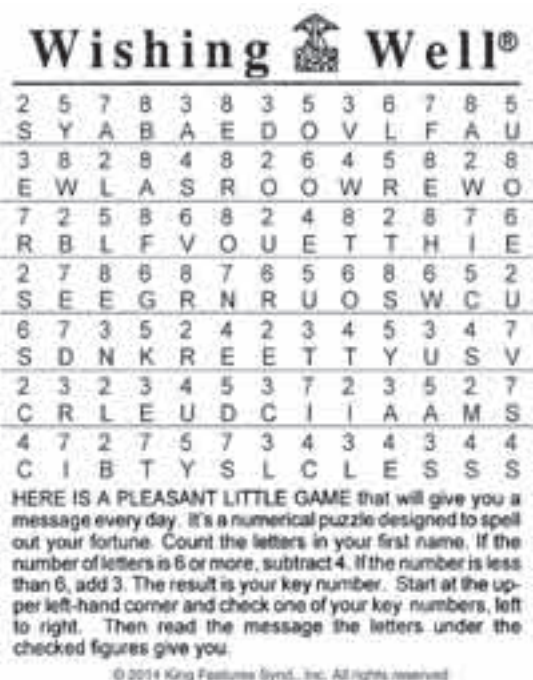 Wishing Well®
2 5 7 8 3 8 3 5 3 6 7 8 5
S Y A B A E D O V L F A U
3 8 2 8 4 8 2 6 4 5 8 2 8
E W L A S R O O W R E W O
7 2 5 8 6 8 2 4 8 2 8 7 6
R B L F V O U E T T H I E
2 7 8 6 8 7 6 5 6 8 6 5 2
S E E G R N R U O S W C U
6 7 3 5 2 4 2 3 4 5 3 4 7
S D N K R E E T T Y U S V
2 3 2 3 4 5 3 7 2 3 5 2 7
C R L E U D C I I A A M S
4 7 2 7 5 7 3 4 3 4 3 4 4
C I B T Y S L C L E S S S
HERE IS A PLEASANT LITTLE GAME that will give you a
message every day. It's a numerical puzzle designed to spell
out your fortune. Count the letters in your first name. If the
number of letters is 6 or more, subtract 4. If the number is less
than 6, add 3. The result is your key number. Start at the up-
per left-hand corner and check one of your key numbers, left
to right. Then read the message the letters under the
checked figures give you.
© 2014 King Features Synd., Inc. All rights reserved